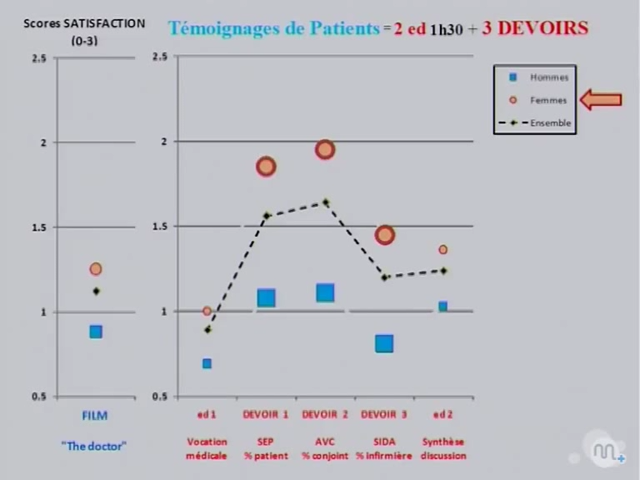 Scores SATISFACTION
(0-3)
Témoignages de Patients = 2 ed 1h30 + 3 DEVOIRS
2.5
2
1.5
1
0.5
2.5
2
1.5
1
0.5
Hommes
Femmes
Ensemble
FILM
"The doctor"
ed 1
DEVOIR 1
DEVOIR 2
DEVOIR 3
ed 2
Vocation
médicale
SEP
% patient
AVC
% conjoint
SIDA
% infirmière
Synthèse
discussion
m+